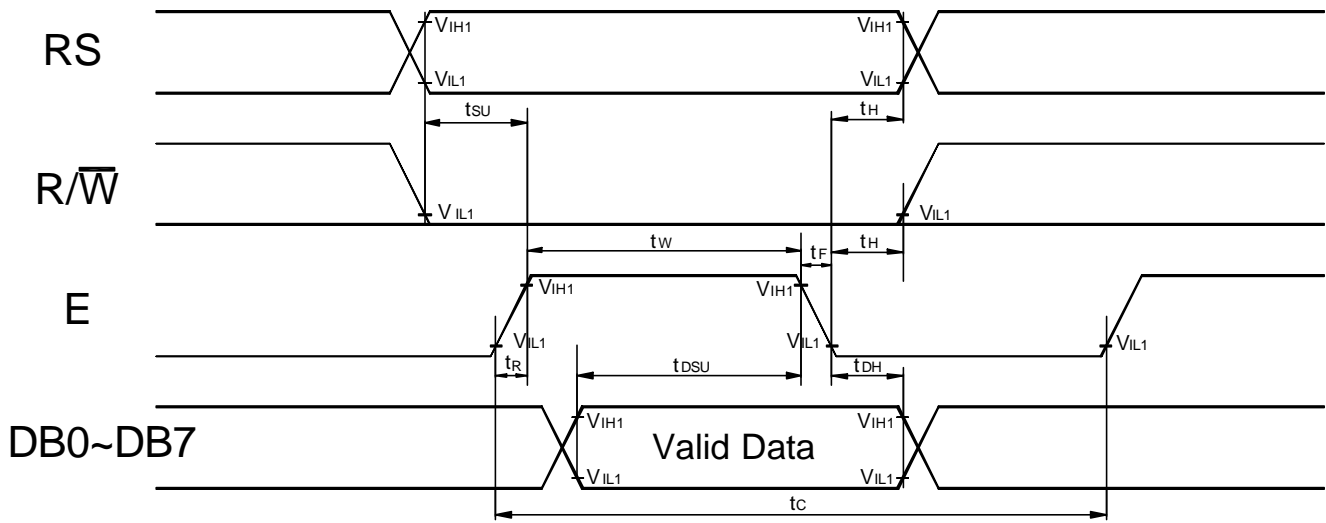 RS
VIH1
VIL1
VIH1
VIL1
tSU
tH
R/W̅
VIL1
VIL1
tW
tF
tH
E
VIH1
VIH1
VIL1
VIL1
VIL1
tR
tDSU
tDH
DB0~DB7
VIH1
VIL1
Valid Data
VIH1
VIL1
tC